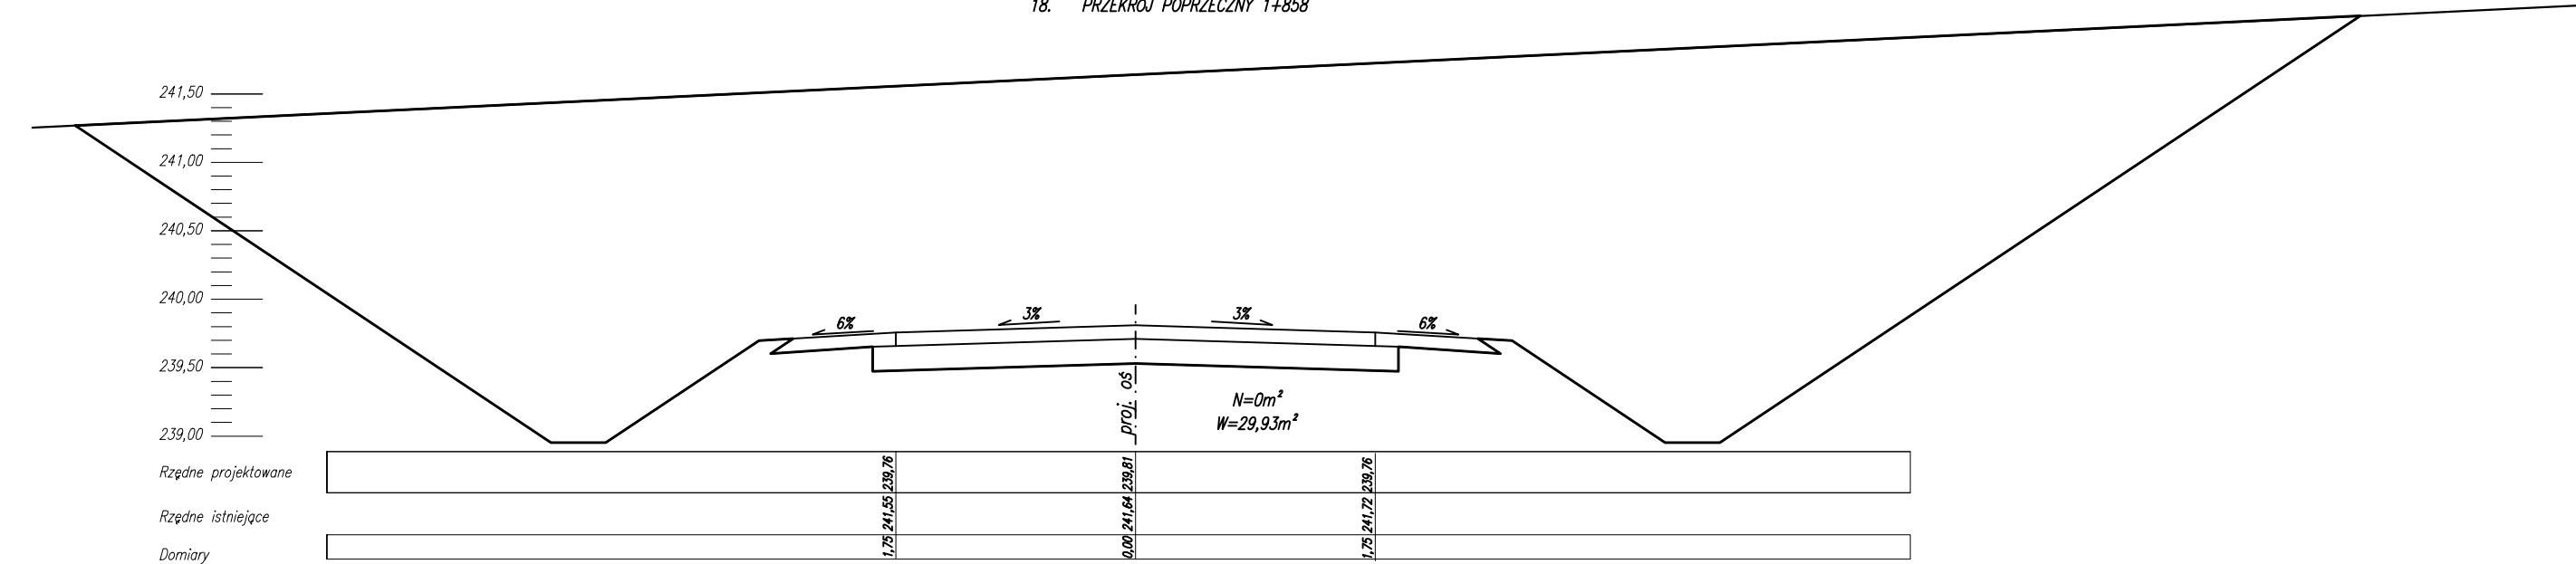 18. PRZEKRÓJ POPRZECZNY 1+858
241,50
241,00
240,50
240,00
239,50
239,00
6% 3% 3% 6%
proj. oś
N=0m²
W=29,93m²
Rzędne projektowane 239,76 239,81 239,76
Rzędne istniejące 241,55 241,64 241,72
Domiary 1,75 0,00 1,75